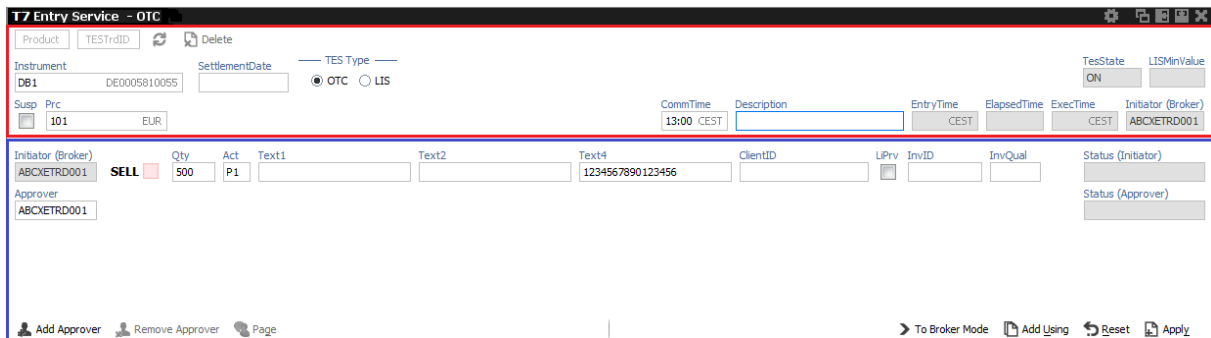 T7 Entry Service - OTC
Product TESTrdID Delete
Instrument SettlementDate TES Type TesState LISMinValue
DB1 DE0005810055 OTC LIS ON
Susp Prc CommTime Description EntryTime ElapsedTime ExecTime Initiator (Broker)
101 EUR 13:00 CEST CEST CEST ABCXETRD001
Initiator (Broker) Qty Act Text1 Text2 Text4 ClientID LiPrv InvID InvQual Status (Initiator)
ABCXETRD001 SELL 500 P1 1234567890123456
Approver Status (Approver)
ABCXETRD001
Add Approver Remove Approver Page To Broker Mode Add Using Reset Apply